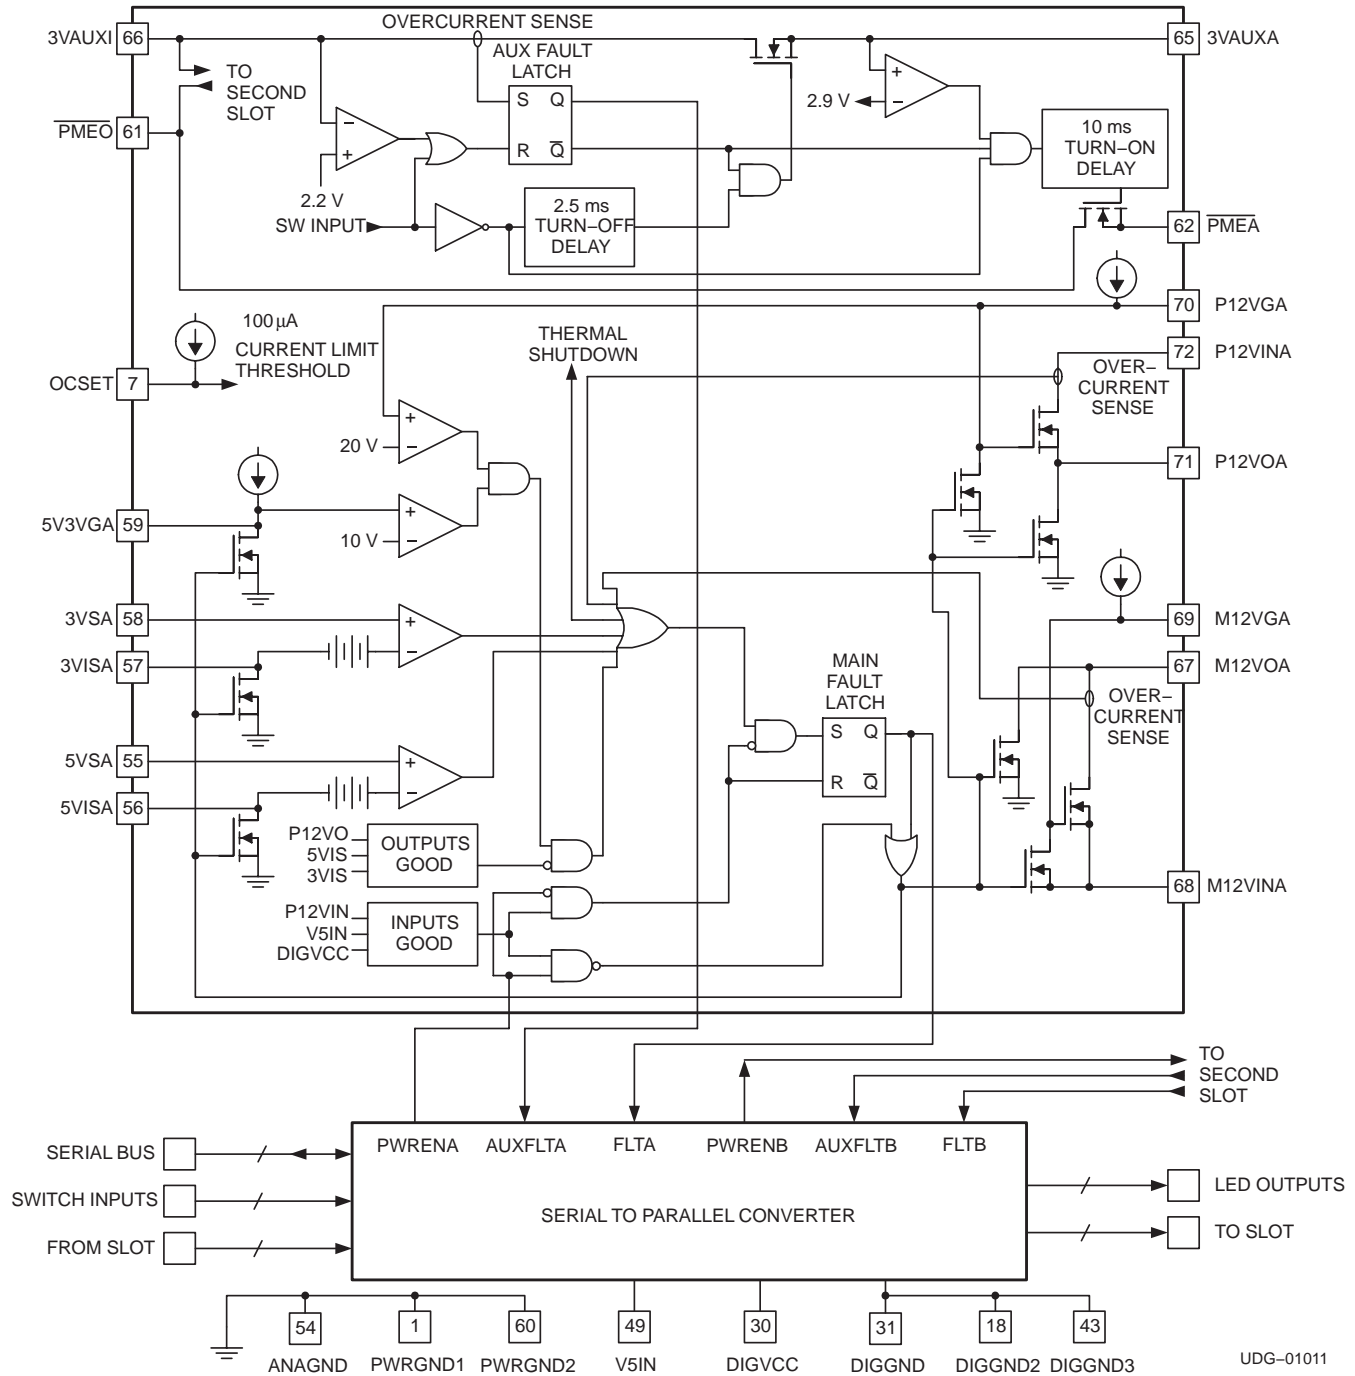 OVERCURRENT SENSE
3VAUXI 66
65 3VAUXA
AUX FAULT
LATCH
TO
SECOND
SLOT
S Q
R Q̅
+
−
2.9 V
P̅M̅E̅O̅ 61
−
+
2.2 V
10 ms
TURN−ON
DELAY
SW INPUT
2.5 ms
TURN−OFF
DELAY
62 P̅M̅E̅A̅
70 P12VGA
100 µA
CURRENT LIMIT
THRESHOLD
THERMAL
SHUTDOWN
72 P12VINA
OVER−
CURRENT
SENSE
OCSET 7
+
20 V −
71 P12VOA
5V3VGA 59
+
10 V −
3VSA 58
+
−
69 M12VGA
3VISA 57
67 M12VOA
MAIN
FAULT
LATCH
OVER−
CURRENT
SENSE
S Q
R Q̅
5VSA 55
+
−
5VISA 56
P12VO
5VIS
3VIS
OUTPUTS
GOOD
68 M12VINA
P12VIN
V5IN
DIGVCC
INPUTS
GOOD
TO
SECOND
SLOT
PWRENA AUXFLTA FLTA PWRENB AUXFLTB FLTB
SERIAL BUS
SWITCH INPUTS
FROM SLOT
SERIAL TO PARALLEL CONVERTER
LED OUTPUTS
TO SLOT
54 1 60 49 30 31 18 43
ANAGND PWRGND1 PWRGND2 V5IN DIGVCC DIGGND DIGGND2 DIGGND3
UDG−01011